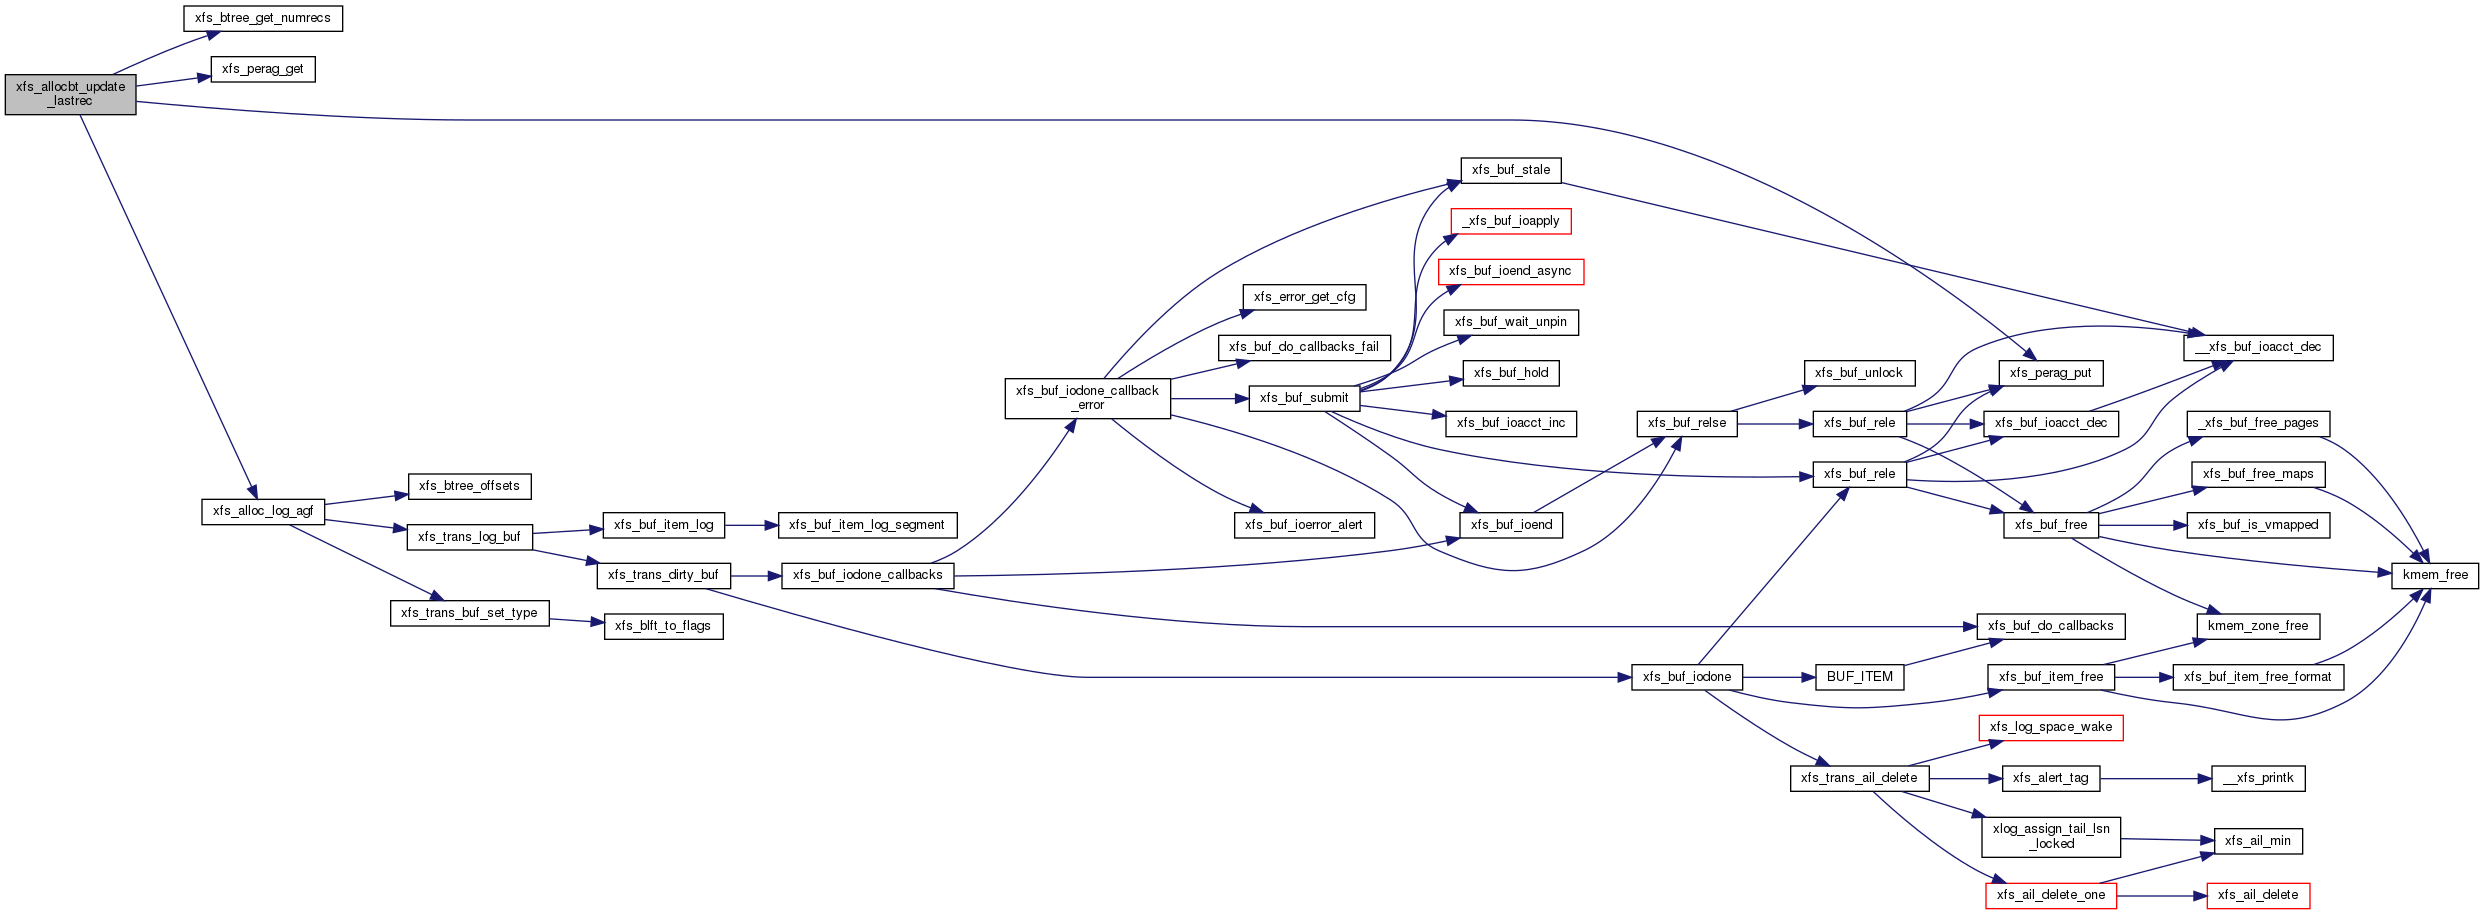 xfs_btree_get_numrecs
xfs_perag_get
xfs_allocbt_update
_lastrec
xfs_buf_stale
_xfs_buf_ioapply
xfs_buf_ioend_async
xfs_error_get_cfg
xfs_buf_wait_unpin
xfs_buf_do_callbacks_fail
__xfs_buf_ioacct_dec
xfs_buf_hold
xfs_buf_unlock
xfs_perag_put
xfs_buf_iodone_callback
_error
xfs_buf_submit
xfs_buf_ioacct_inc
xfs_buf_relse
xfs_buf_rele
xfs_buf_ioacct_dec
_xfs_buf_free_pages
xfs_buf_rele
xfs_buf_free_maps
xfs_btree_offsets
xfs_alloc_log_agf
xfs_trans_log_buf
xfs_buf_item_log
xfs_buf_item_log_segment
xfs_buf_ioerror_alert
xfs_buf_ioend
xfs_buf_free
xfs_buf_is_vmapped
xfs_trans_dirty_buf
xfs_buf_iodone_callbacks
kmem_free
xfs_trans_buf_set_type
xfs_blft_to_flags
xfs_buf_do_callbacks
kmem_zone_free
xfs_buf_iodone
BUF_ITEM
xfs_buf_item_free
xfs_buf_item_free_format
xfs_log_space_wake
xfs_trans_ail_delete
xfs_alert_tag
__xfs_printk
xlog_assign_tail_lsn
_locked
xfs_ail_min
xfs_ail_delete_one
xfs_ail_delete